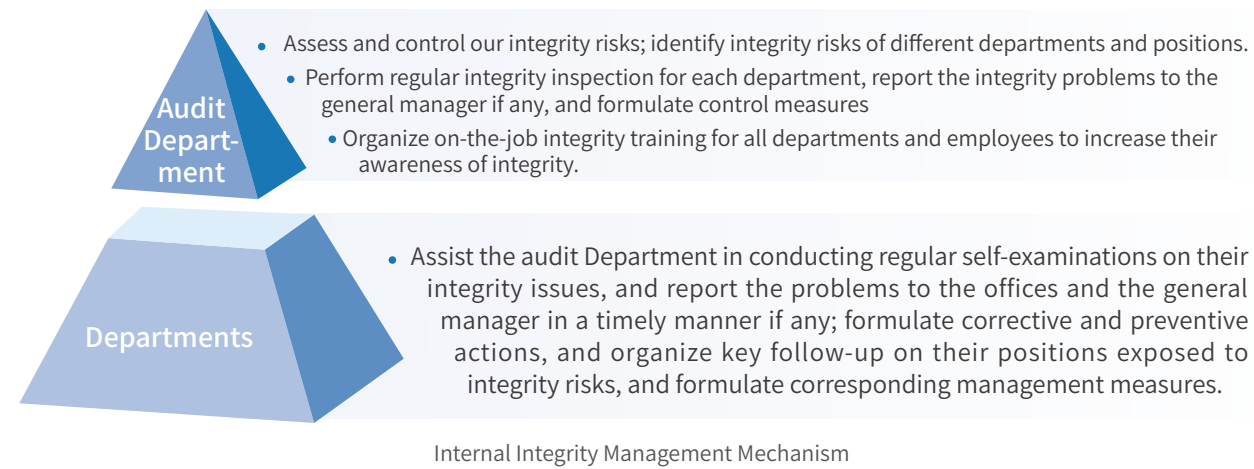 Audit
Depart-
ment
• Assess and control our integrity risks; identify integrity risks of different departments and positions.
• Perform regular integrity inspection for each department, report the integrity problems to the
general manager if any, and formulate control measures
• Organize on-the-job integrity training for all departments and employees to increase their
awareness of integrity.
Departments
• Assist the audit Department in conducting regular self-examinations on their
integrity issues, and report the problems to the offices and the general
manager in a timely manner if any; formulate corrective and preventive
actions, and organize key follow-up on their positions exposed to
integrity risks, and formulate corresponding management measures.
Internal Integrity Management Mechanism